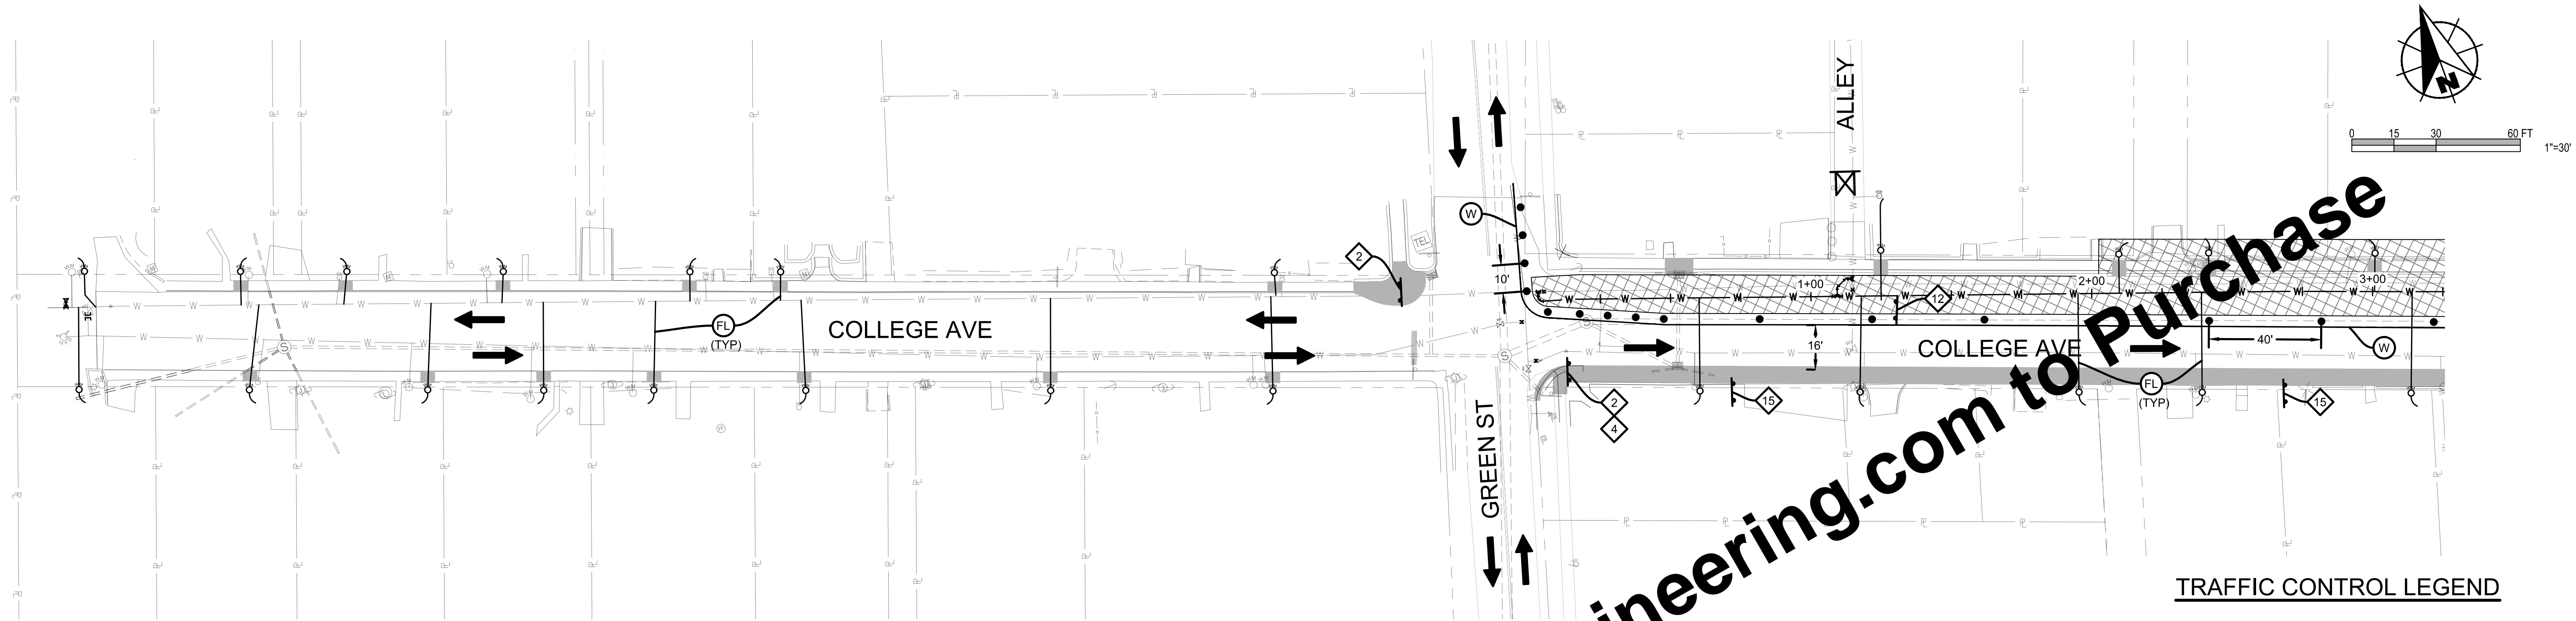 N
0 15 30 60 FT
1"=30'
ALLEY
TEL
W
2
10'
1+00
2+00
3+00
12
FL
(TYP)
COLLEGE AVE
16'
COLLEGE AVE
40'
W
2
4
15
FL
(TYP)
15
GREEN ST
ineering.com to Purchase
TRAFFIC CONTROL LEGEND